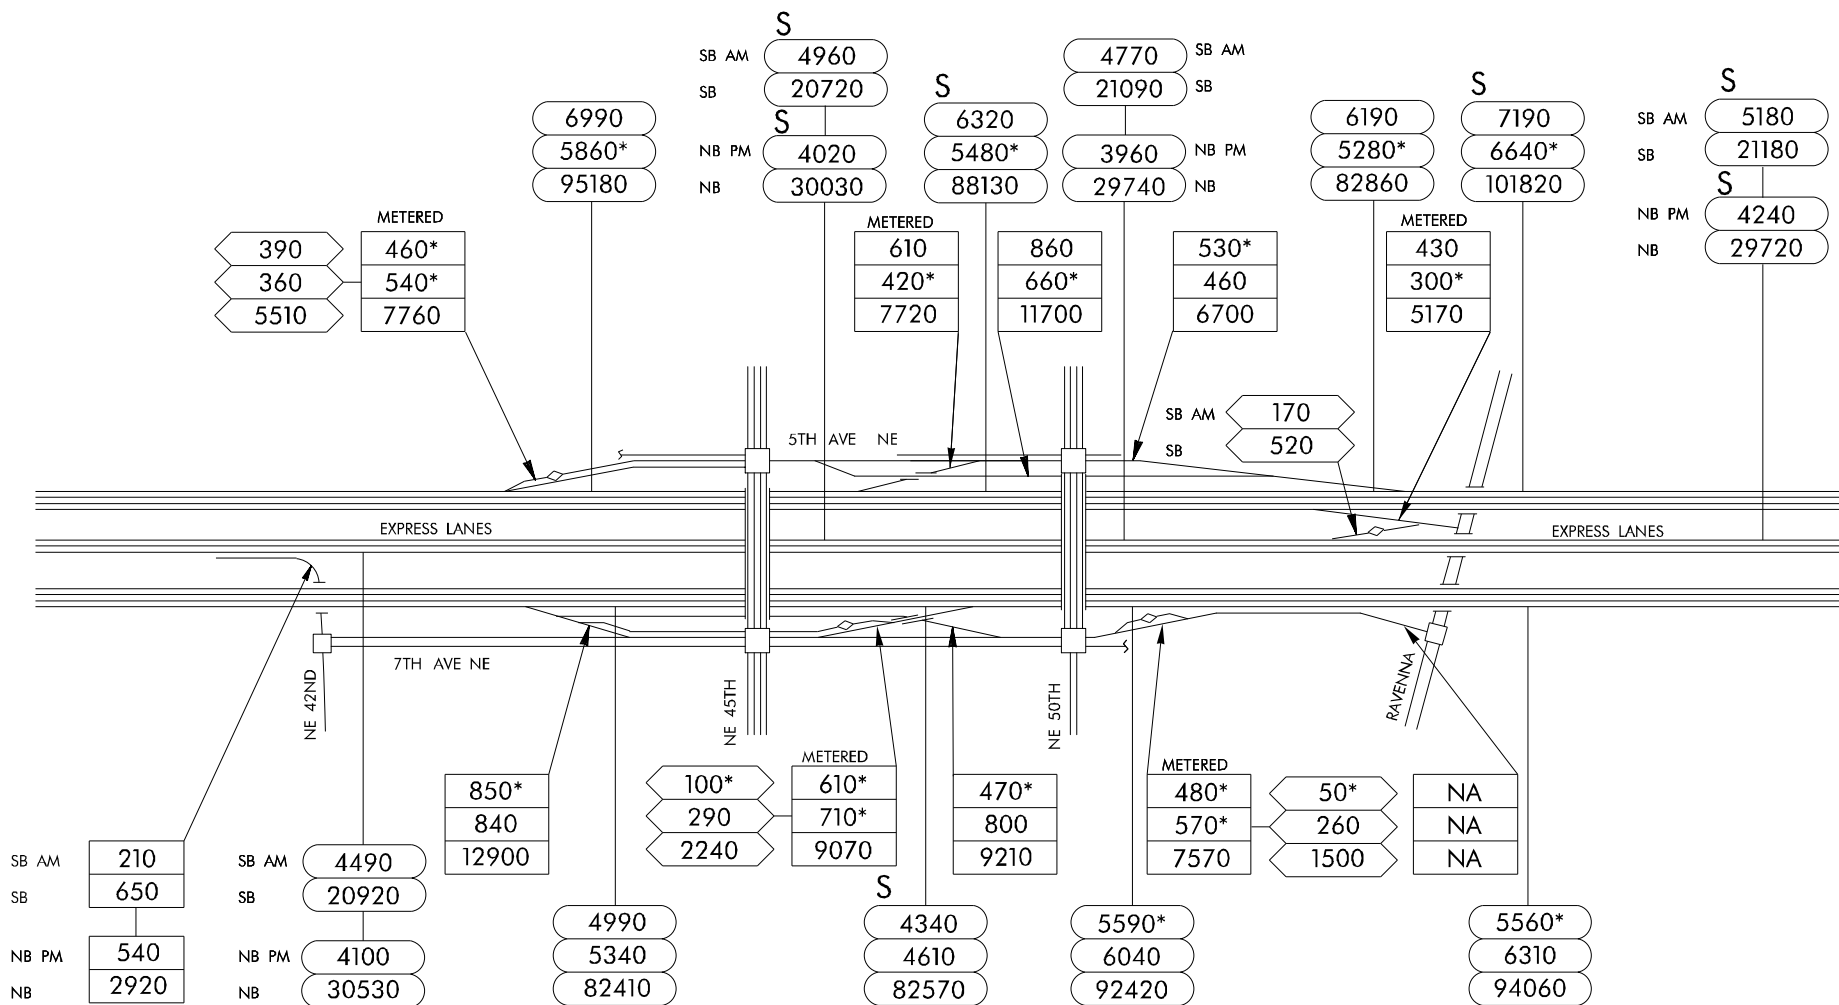 S
SB AM 4960
SB 20720
S
NB PM 4020
NB 30030
4770 SB AM
21090 SB
3960 NB PM
29740 NB
6990
5860*
95180
S
6320
5480*
88130
6190
5280*
82860
S
7190
6640*
101820
S
SB AM 5180
SB 21180
S
NB PM 4240
NB 29720
METERED
390 460*
360 540*
5510 7760
METERED
610
420*
7720
860
660*
11700
530*
460
6700
METERED
430
300*
5170
SB AM 170
SB 520
5TH AVE NE
EXPRESS LANES
EXPRESS LANES
7TH AVE NE
NE 42ND
NE 45TH
NE 50TH
RAVENNA
850*
840
12900
METERED
100* 610*
290 710*
2240 9070
470*
800
9210
METERED
480* 50*
570* 260
7570 1500
NA
NA
NA
SB AM 210
SB 650
NB PM 540
NB 2920
SB AM 4490
SB 20920
NB PM 4100
NB 30530
4990
5340
82410
S
4340
4610
82570
5590*
6040
92420
5560*
6310
94060